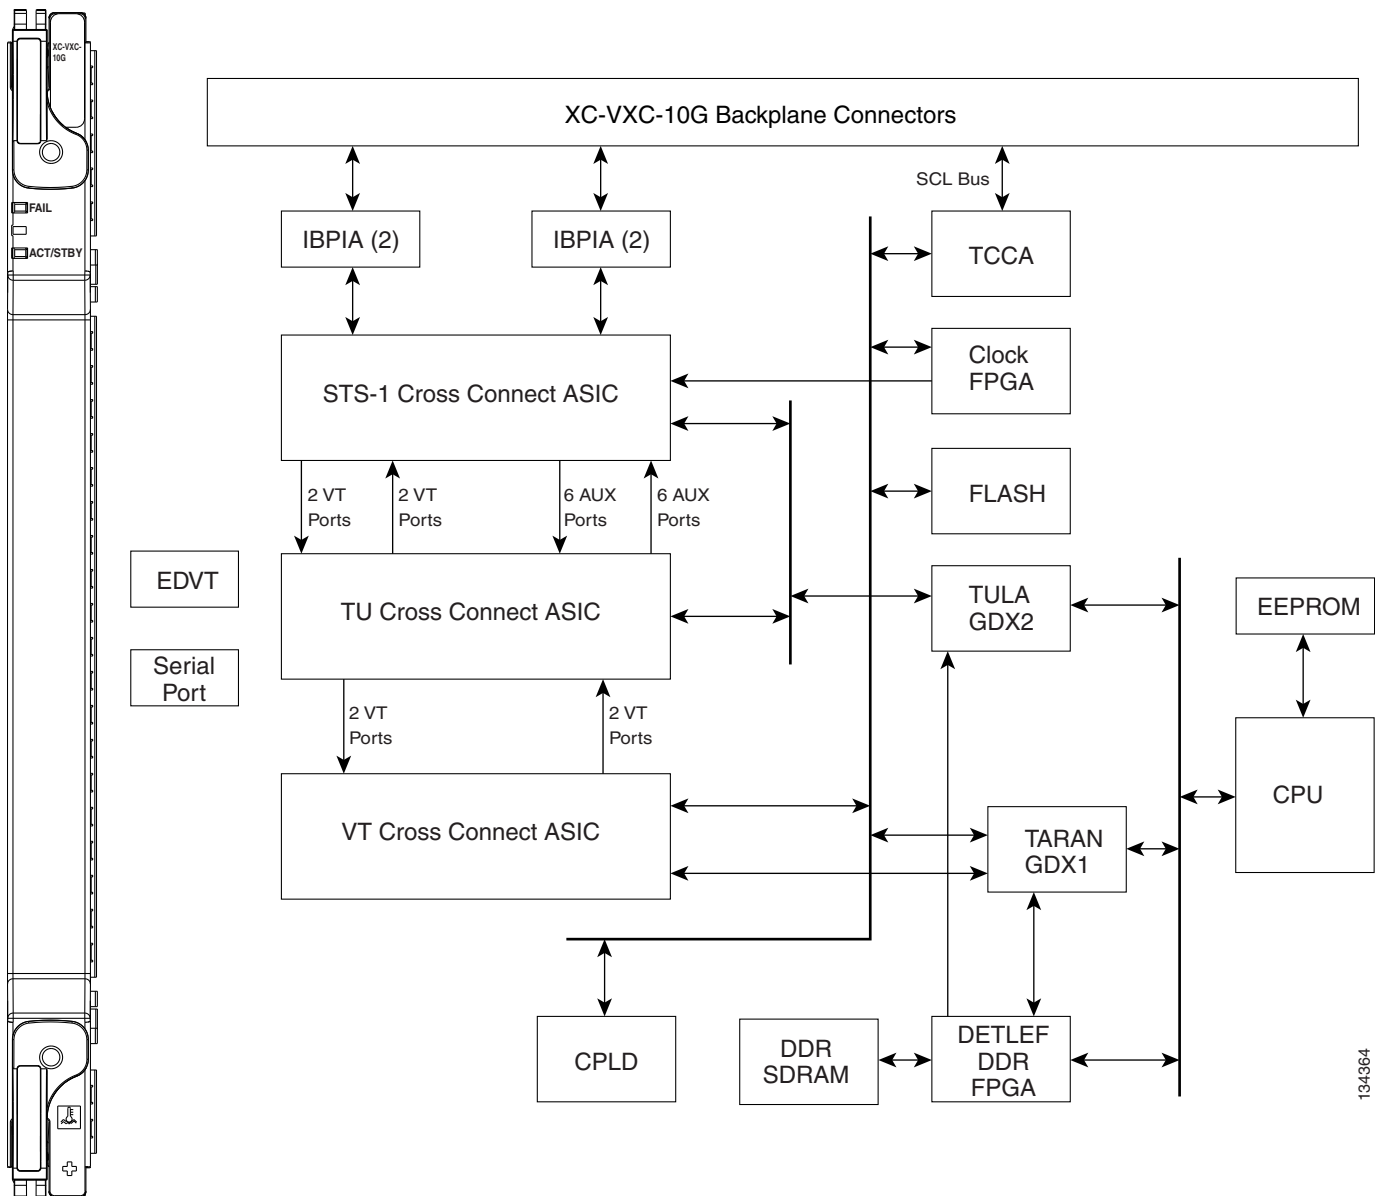 XC-VXC-
10G
FAIL
ACT/STBY
XC-VXC-10G Backplane Connectors
SCL Bus
IBPIA (2)
IBPIA (2)
TCCA
STS-1 Cross Connect ASIC
Clock
FPGA
2 VT
Ports
2 VT
Ports
6 AUX
Ports
6 AUX
Ports
FLASH
EDVT
TU Cross Connect ASIC
TULA
GDX2
EEPROM
Serial
Port
2 VT
Ports
2 VT
Ports
VT Cross Connect ASIC
TARAN
GDX1
CPU
CPLD
DDR
SDRAM
DETLEF
DDR
FPGA
134364